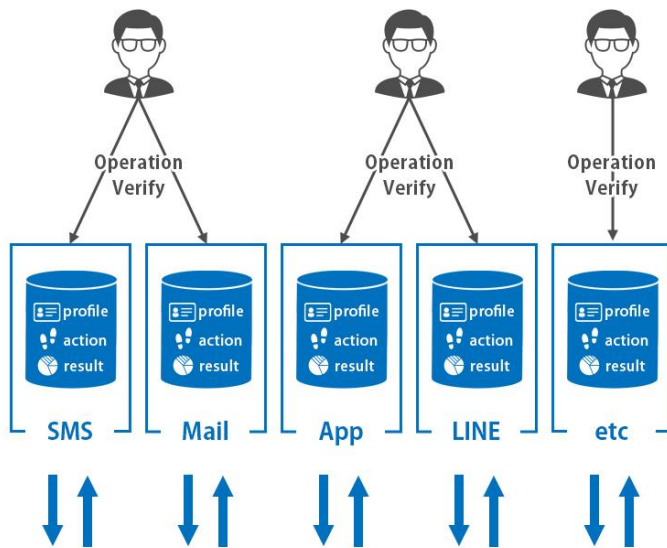 Operation
Verify
Operation
Verify
Operation
Verify
profile
action
result
SMS
profile
action
result
Mail
profile
action
result
App
profile
action
result
LINE
profile
action
result
etc